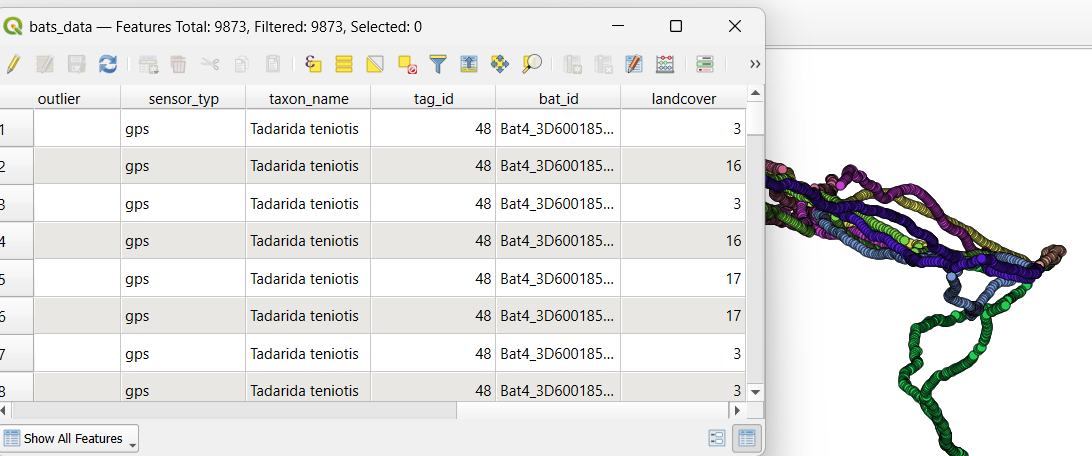 bats_data — Features Total: 9873, Filtered: 9873, Selected: 0
outlier sensor_typ taxon_name tag_id bat_id landcover
1 gps Tadarida teniotis 48 Bat4_3D600185... 3
2 gps Tadarida teniotis 48 Bat4_3D600185... 16
3 gps Tadarida teniotis 48 Bat4_3D600185... 3
4 gps Tadarida teniotis 48 Bat4_3D600185... 16
5 gps Tadarida teniotis 48 Bat4_3D600185... 17
6 gps Tadarida teniotis 48 Bat4_3D600185... 17
7 gps Tadarida teniotis 48 Bat4_3D600185... 3
8 gps Tadarida teniotis 48 Bat4_3D600185... 3
Show All Features